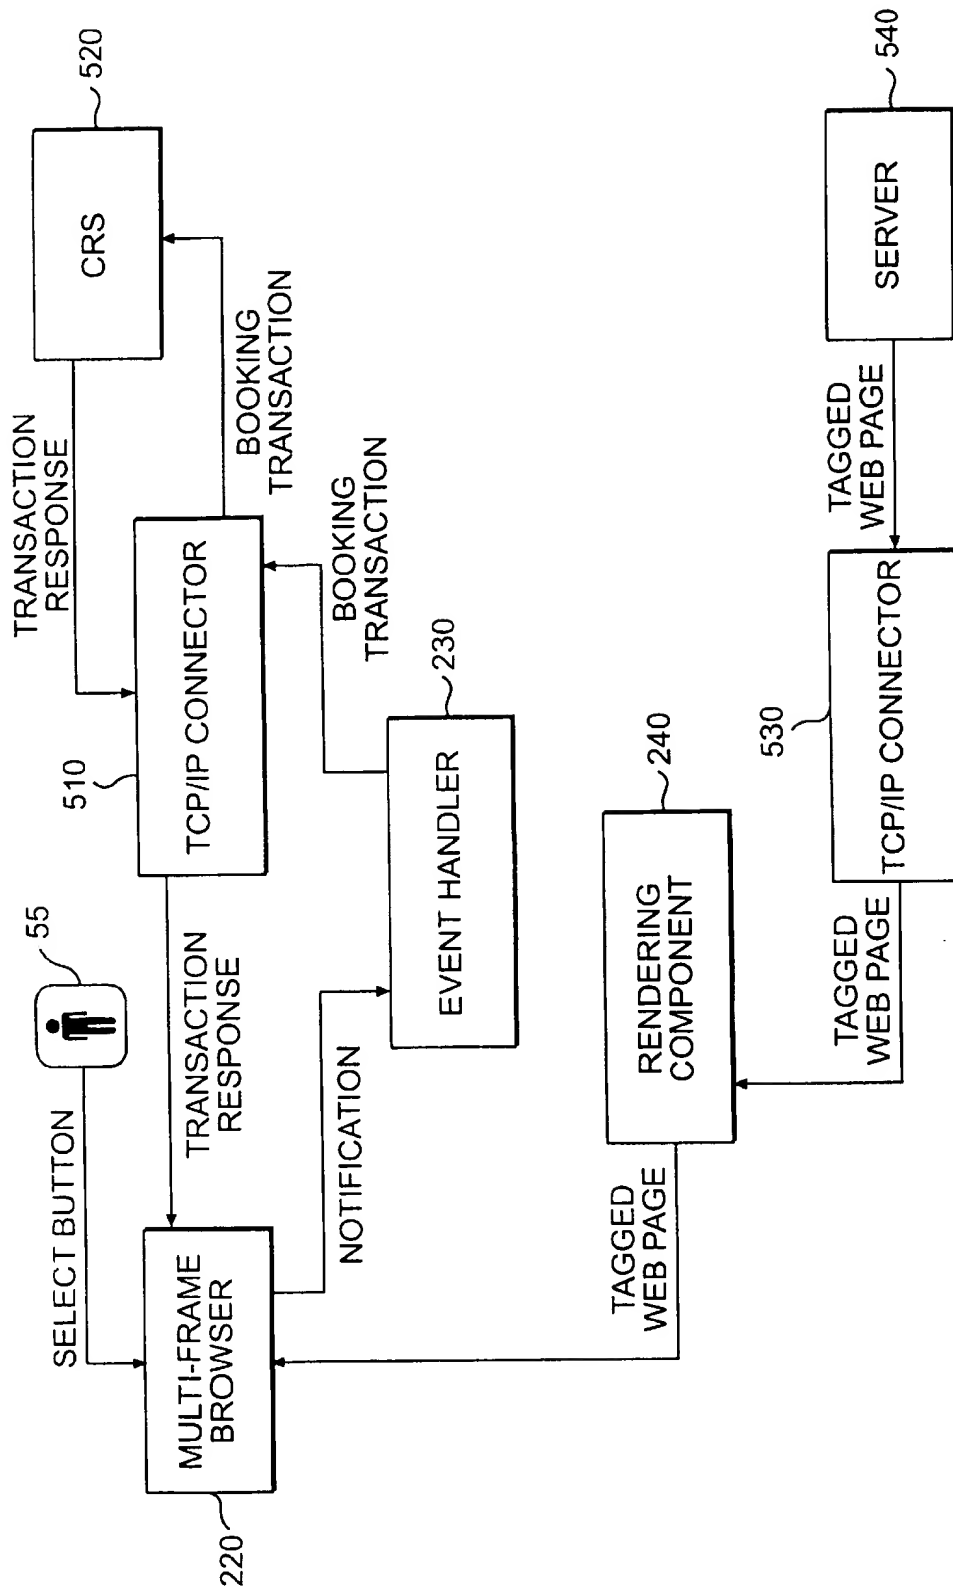 55
SELECT BUTTON
TRANSACTION
RESPONSE
520
CRS
510
TCP/IP CONNECTOR
TRANSACTION
RESPONSE
BOOKING
TRANSACTION
MULTI-FRAME
BROWSER
220
NOTIFICATION
BOOKING
TRANSACTION
EVENT HANDLER
230
RENDERING
COMPONENT
240
TAGGED
WEB PAGE
530
TCP/IP CONNECTOR
TAGGED
WEB PAGE
TAGGED
WEB PAGE
SERVER
540